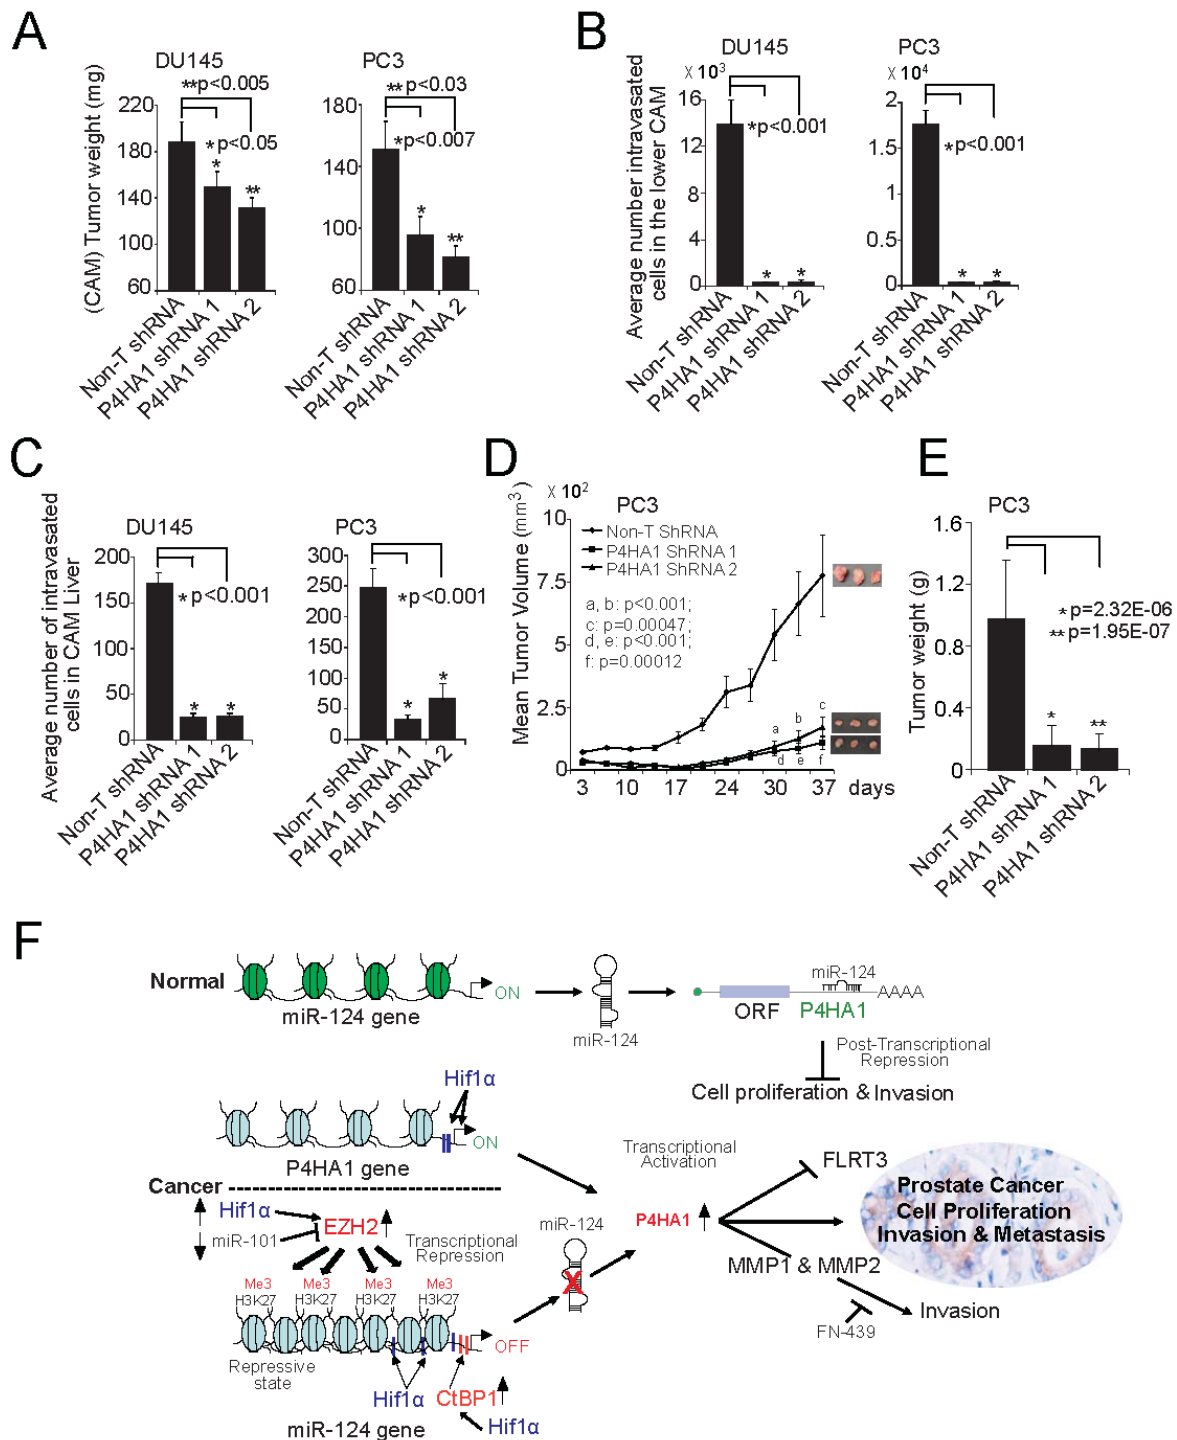 A
DU145
**p<0.005
*p<0.05
(CAM) Tumor weight (mg)
220
180
140
100
60
*
**
Non-T shRNA
P4HA1 shRNA 1
P4HA1 shRNA 2
PC3
**p<0.03
*p<0.007
180
140
100
60
*
**
Non-T shRNA
P4HA1 shRNA 1
P4HA1 shRNA 2
B
DU145
X 10³
*p<0.001
Average number intravasated
cells in the lower CAM
16
12
8
4
0
*
*
Non-T shRNA
P4HA1 shRNA 1
P4HA1 shRNA 2
PC3
X 10⁴
*p<0.001
2
1.5
1
0.5
0
*
*
Non-T shRNA
P4HA1 shRNA 1
P4HA1 shRNA 2
C
DU145
*p<0.001
Average number of intravasated
cells in CAM Liver
200
150
100
50
0
*
*
Non-T shRNA
P4HA1 shRNA 1
P4HA1 shRNA 2
PC3
*p<0.001
300
250
200
150
100
50
0
*
*
Non-T shRNA
P4HA1 shRNA 1
P4HA1 shRNA 2
D
X 10²
PC3
Mean Tumor Volume (mm³)
10
7.5
5
2.5
0
Non-T ShRNA
P4HA1 ShRNA 1
P4HA1 ShRNA 2
a, b: p<0.001;
c: p=0.00047;
d, e: p<0.001;
f: p=0.00012
a
b
c
d
e
f
3
10
17
24
30
37
days
E
PC3
Tumor weight (g)
1.6
1.2
0.8
0.4
0
*p=2.32E-06
**p=1.95E-07
*
**
Non-T shRNA
P4HA1 shRNA 1
P4HA1 shRNA 2
F
Normal
ON
miR-124 gene
miR-124
miR-124
AAAA
ORF
P4HA1
Post-Transcriptional
Repression
Cell proliferation & Invasion
Hif1α
ON
P4HA1 gene
Cancer
Hif1α
EZH2
miR-101
Transcriptional
Repression
Me3 Me3 Me3 Me3
H3K27 H3K27 H3K27 H3K27
OFF
Repressive
state
Hif1α
CtBP1
Hif1α
miR-124 gene
miR-124
X
Transcriptional
Activation
P4HA1
FLRT3
Prostate Cancer
Cell Proliferation
Invasion & Metastasis
MMP1 & MMP2
Invasion
FN-439